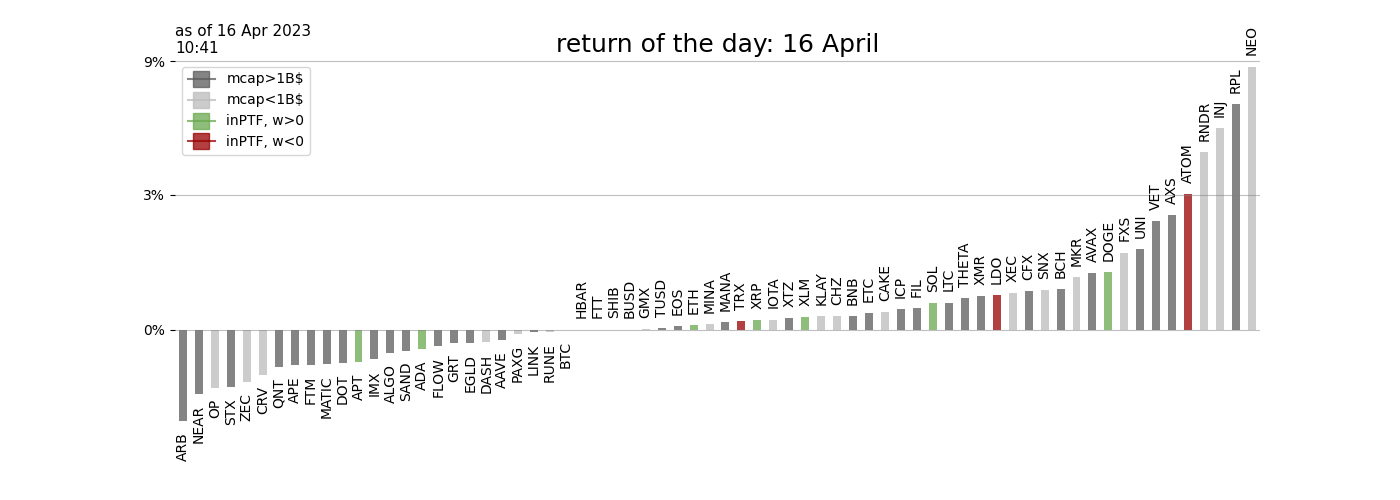 as of 16 Apr 2023
10:41
return of the day: 16 April
9%
3%
0%
mcap>1B$
mcap<1B$
inPTF, w>0
inPTF, w<0
ARB
NEAR
OP
STX
ZEC
CRV
QNT
APE
FTM
MATIC
DOT
APT
IMX
ALGO
SAND
ADA
FLOW
GRT
EGLD
DASH
AAVE
PAXG
LINK
RUNE
BTC
HBAR
FTT
SHIB
BUSD
GMX
TUSD
EOS
ETH
MINA
MANA
TRX
XRP
IOTA
XTZ
XLM
KLAY
CHZ
BNB
ETC
CAKE
ICP
FIL
SOL
LTC
THETA
XMR
LDO
XEC
CFX
SNX
BCH
MKR
AVAX
DOGE
FXS
UNI
VET
AXS
ATOM
RNDR
INJ
RPL
NEO